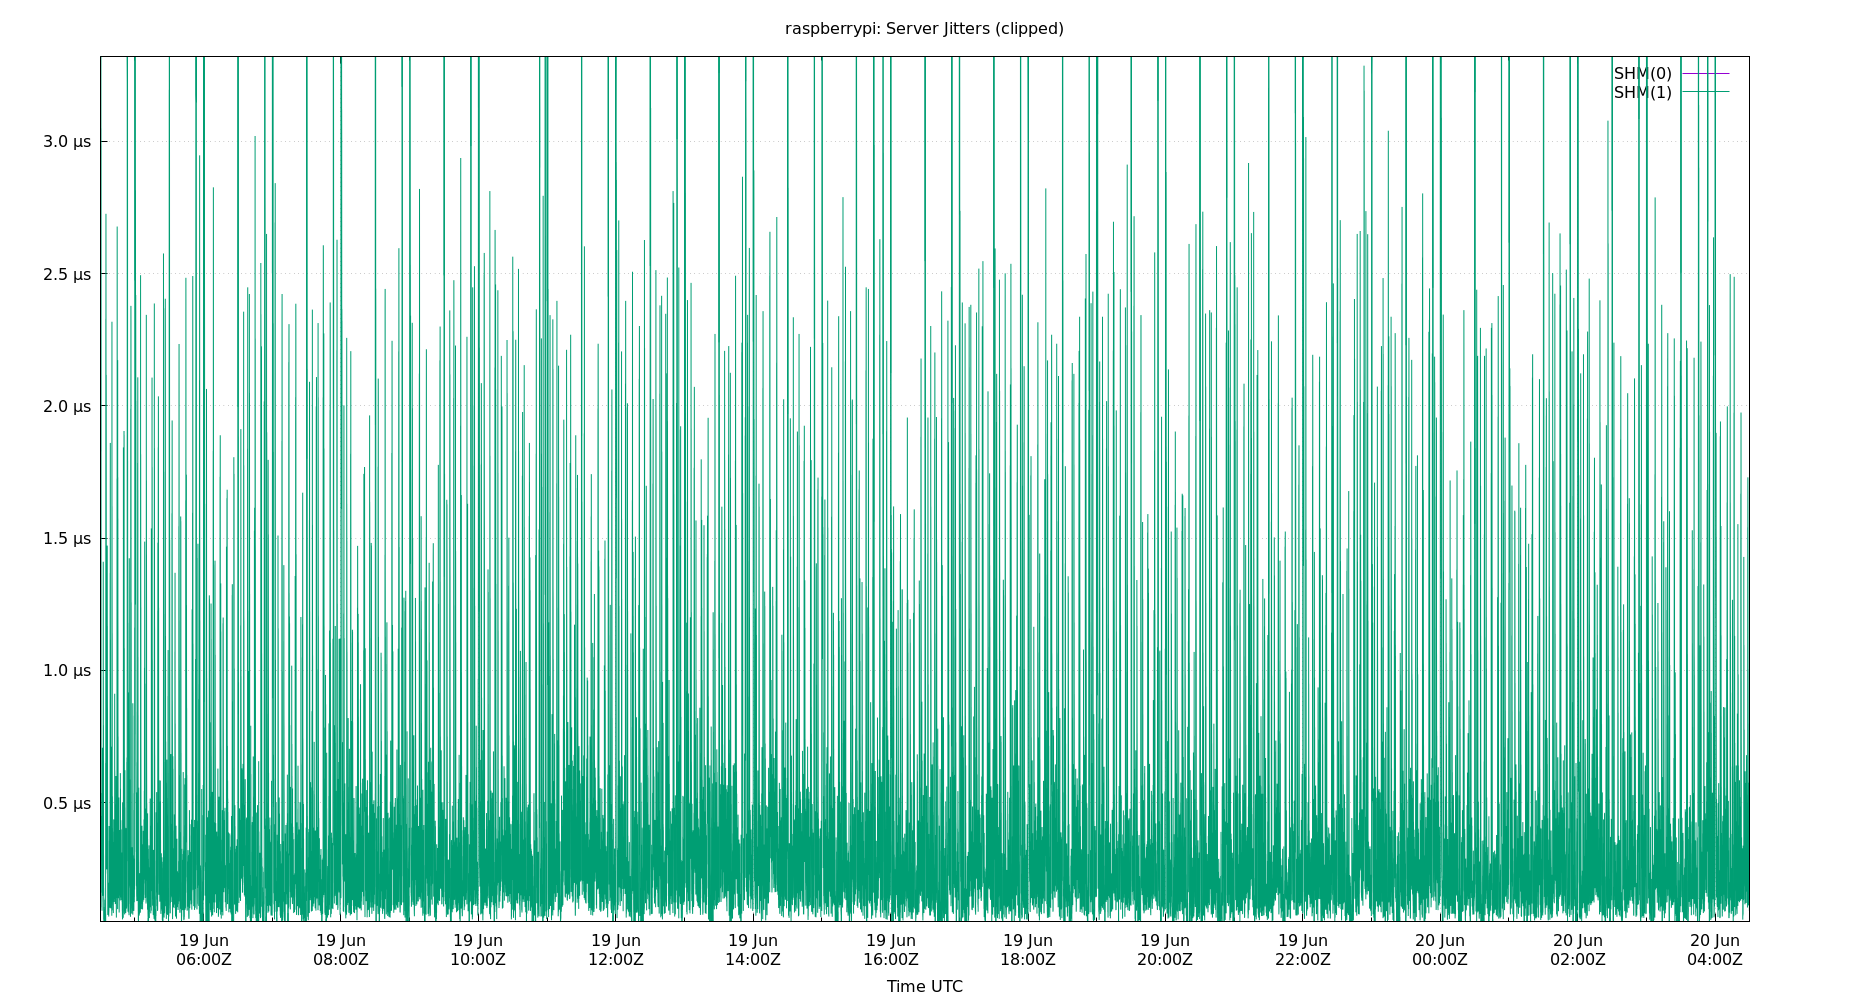 raspberrypi: Server Jitters (clipped)
SHM(0)
SHM(1)
3.0 µs
2.5 µs
2.0 µs
1.5 µs
1.0 µs
0.5 µs
19 Jun 19 Jun 19 Jun 19 Jun 19 Jun 19 Jun 19 Jun 19 Jun 19 Jun 20 Jun 20 Jun 20 Jun
06:00Z 08:00Z 10:00Z 12:00Z 14:00Z 16:00Z 18:00Z 20:00Z 22:00Z 00:00Z 02:00Z 04:00Z
Time UTC